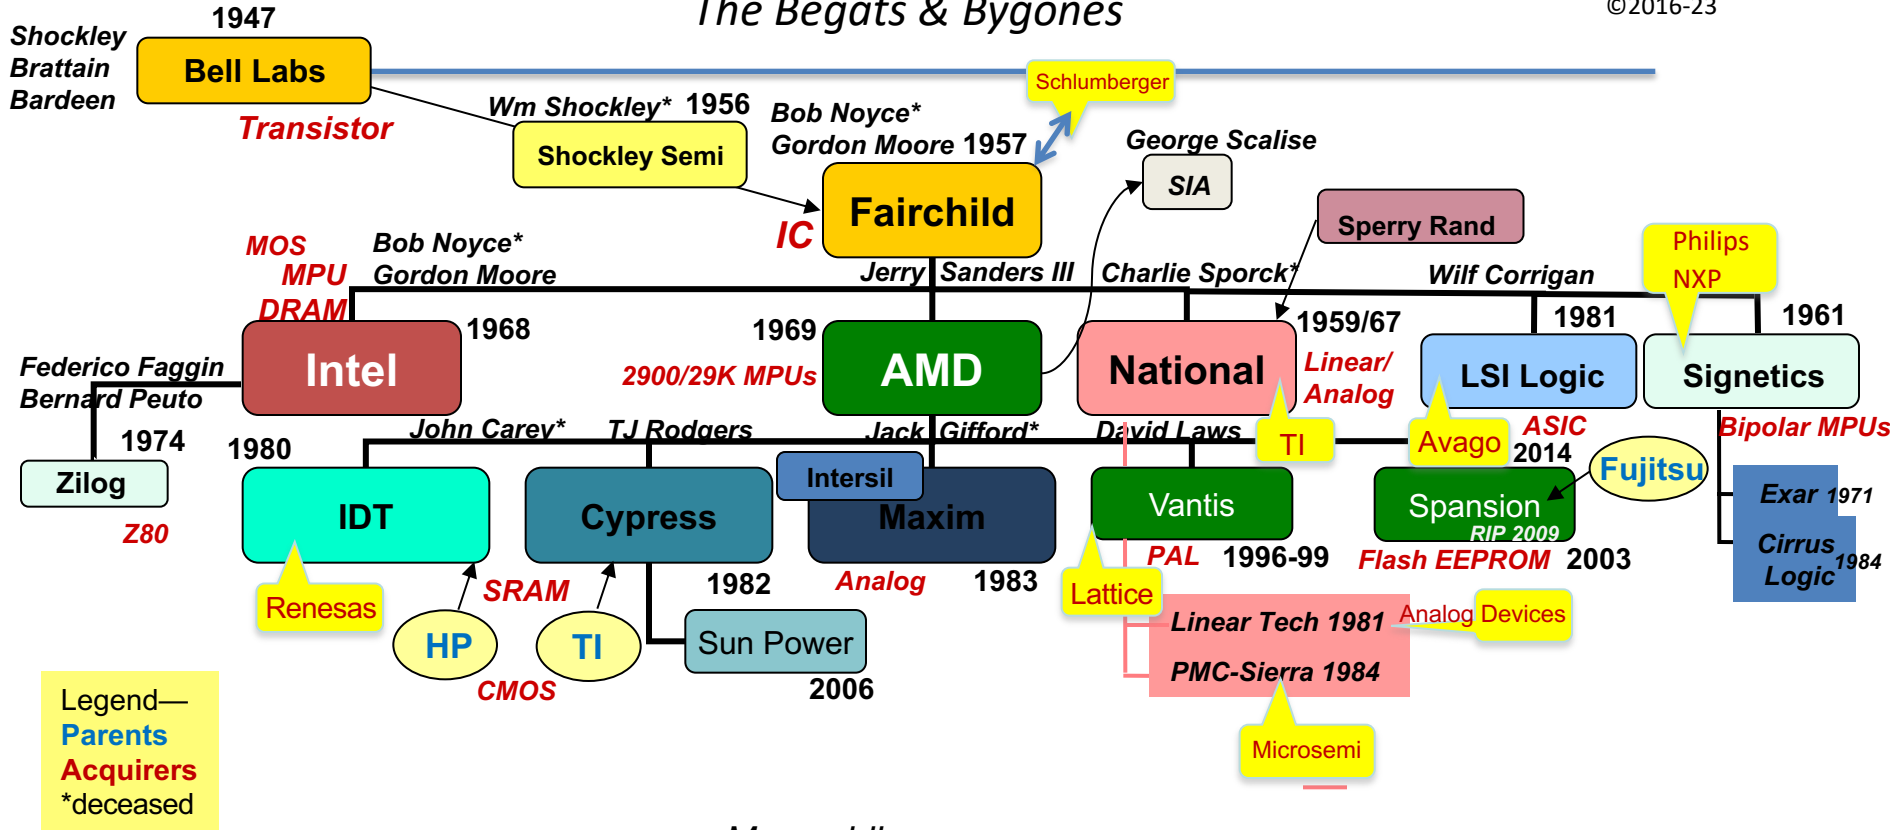 The Begats & Bygones
©2016-23
1947
Shockley
Brattain
Bardeen
Bell Labs
Transistor
Wm Shockley* 1956
Shockley Semi
Bob Noyce*
Gordon Moore 1957
Schlumberger
George Scalise
SIA
Fairchild
IC
Sperry Rand
Philips
NXP
MOS
MPU
DRAM
Bob Noyce*
Gordon Moore
Jerry Sanders III
Charlie Sporck*
Wilf Corrigan
Intel
1968
1969
2900/29K MPUs
AMD
National
1959/67
Linear/
Analog
1981
LSI Logic
1961
Signetics
Federico Faggin
Bernard Peuto
1974
Zilog
Z80
TI
Avago
ASIC
Bipolar MPUs
John Carey*
TJ Rodgers
Jack Gifford*
David Laws
1980
IDT
Cypress
Intersil
Maxim
Vantis
2014
Spansion
RIP 2009
Fujitsu
Exar 1971
Cirrus
Logic 1984
Renesas
SRAM
HP
CMOS
TI
1982
Analog
1983
Lattice
PAL
1996-99
Flash EEPROM 2003
Sun Power
2006
Linear Tech 1981
Analog Devices
PMC-Sierra 1984
Microsemi
Legend—
Parents
Acquirers
*deceased